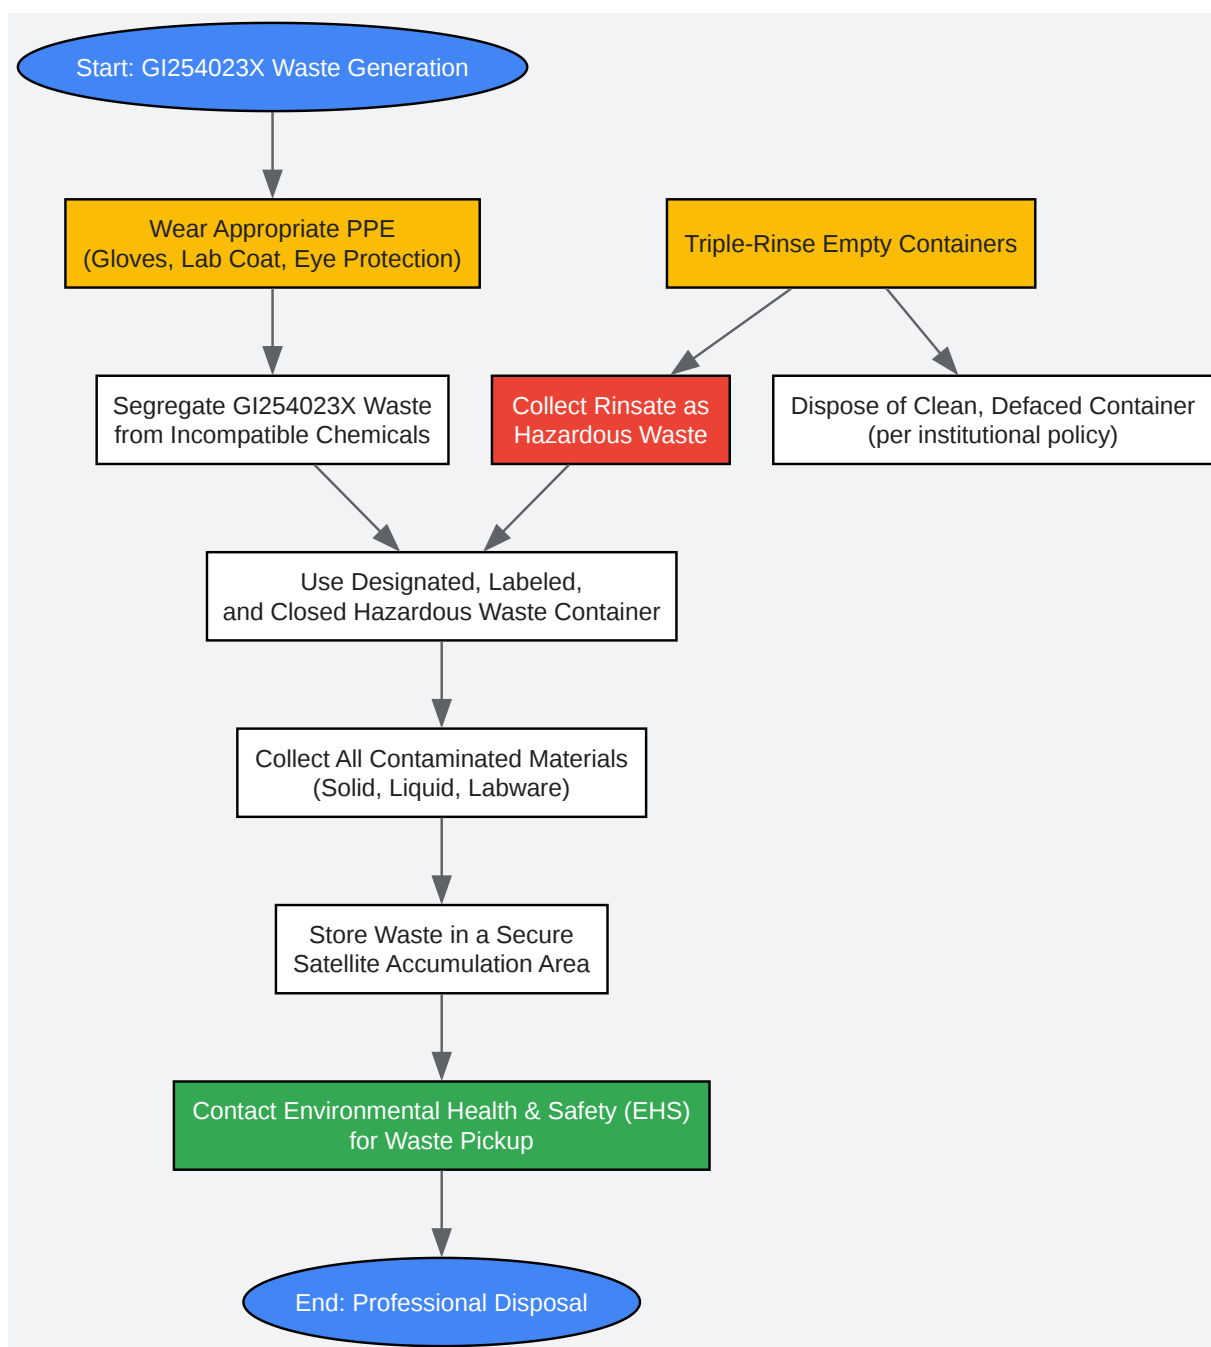 Start: GI254023X Waste Generation
Wear Appropriate PPE
(Gloves, Lab Coat, Eye Protection)
Triple-Rinse Empty Containers
Segregate GI254023X Waste
from Incompatible Chemicals
Collect Rinsate as
Hazardous Waste
Dispose of Clean, Defaced Container
(per institutional policy)
Use Designated, Labeled,
and Closed Hazardous Waste Container
Collect All Contaminated Materials
(Solid, Liquid, Labware)
Store Waste in a Secure
Satellite Accumulation Area
Contact Environmental Health & Safety (EHS)
for Waste Pickup
End: Professional Disposal